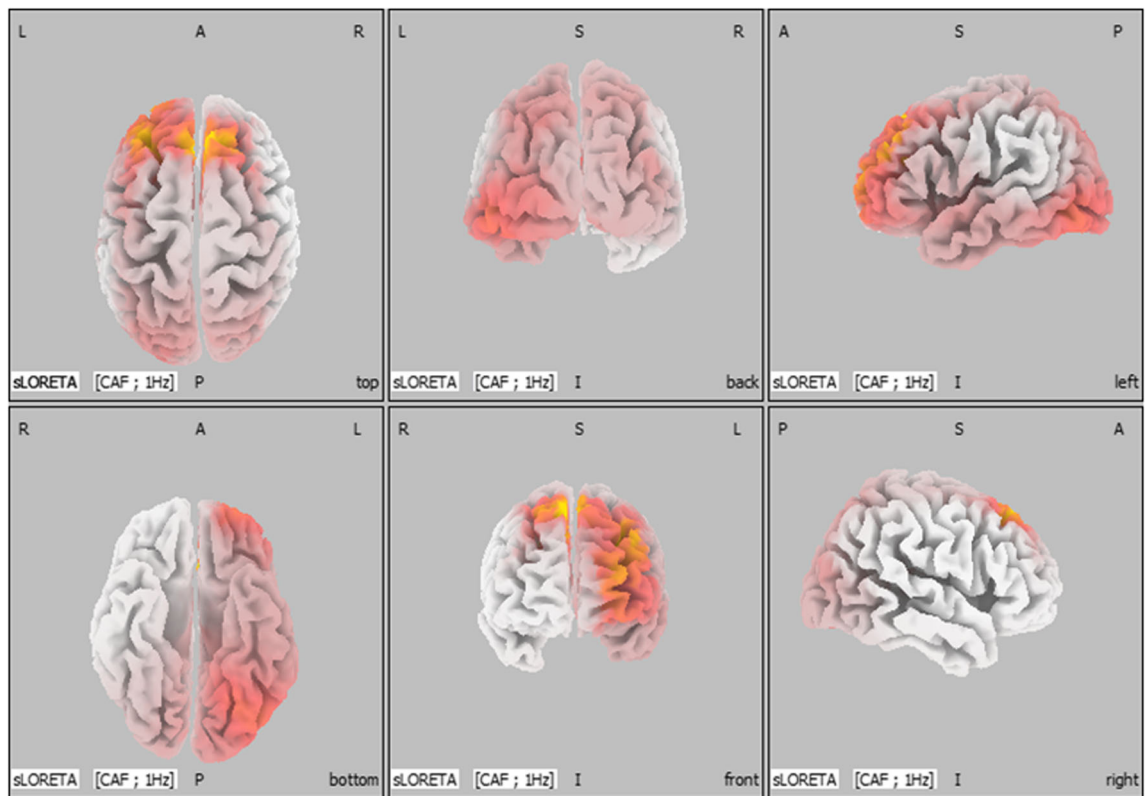 L A R
sLORETA [CAF ; 1Hz] P top
L S R
sLORETA [CAF ; 1Hz] I back
A S P
sLORETA [CAF ; 1Hz] I left
R A L
sLORETA [CAF ; 1Hz] P bottom
R S L
sLORETA [CAF ; 1Hz] I front
P S A
sLORETA [CAF ; 1Hz] I right